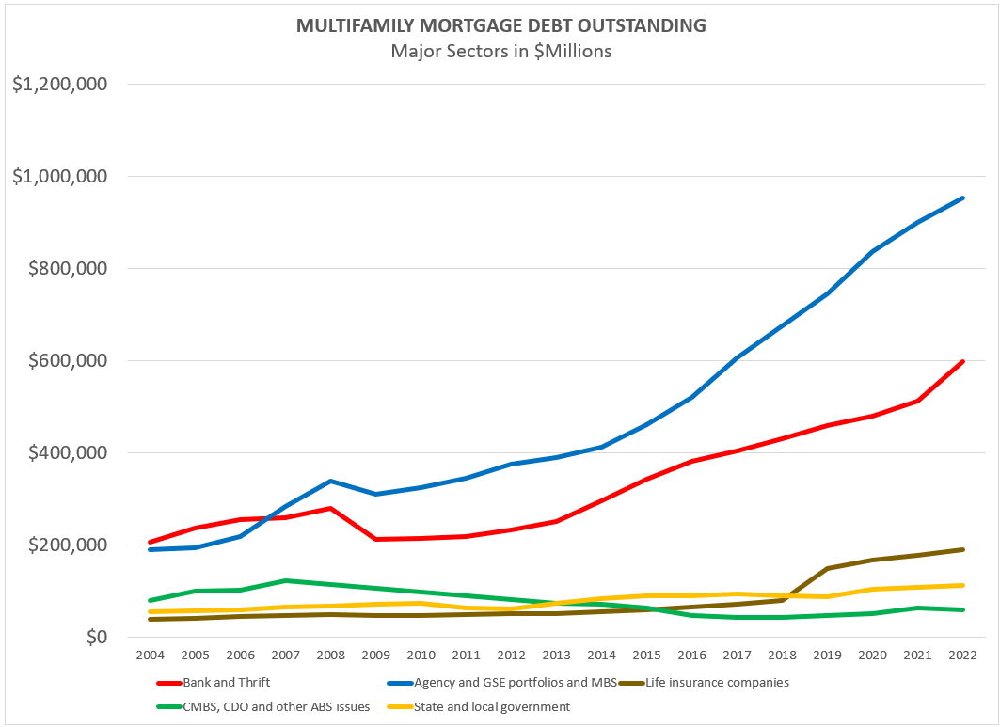 MULTIFAMILY MORTGAGE DEBT OUTSTANDING
Major Sectors in $Millions
$1,200,000
$1,000,000
$800,000
$600,000
$400,000
$200,000
$0
2004 2005 2006 2007 2008 2009 2010 2011 2012 2013 2014 2015 2016 2017 2018 2019 2020 2021 2022
Bank and Thrift Agency and GSE portfolios and MBS Life insurance companies
CMBS, CDO and other ABS issues State and local government